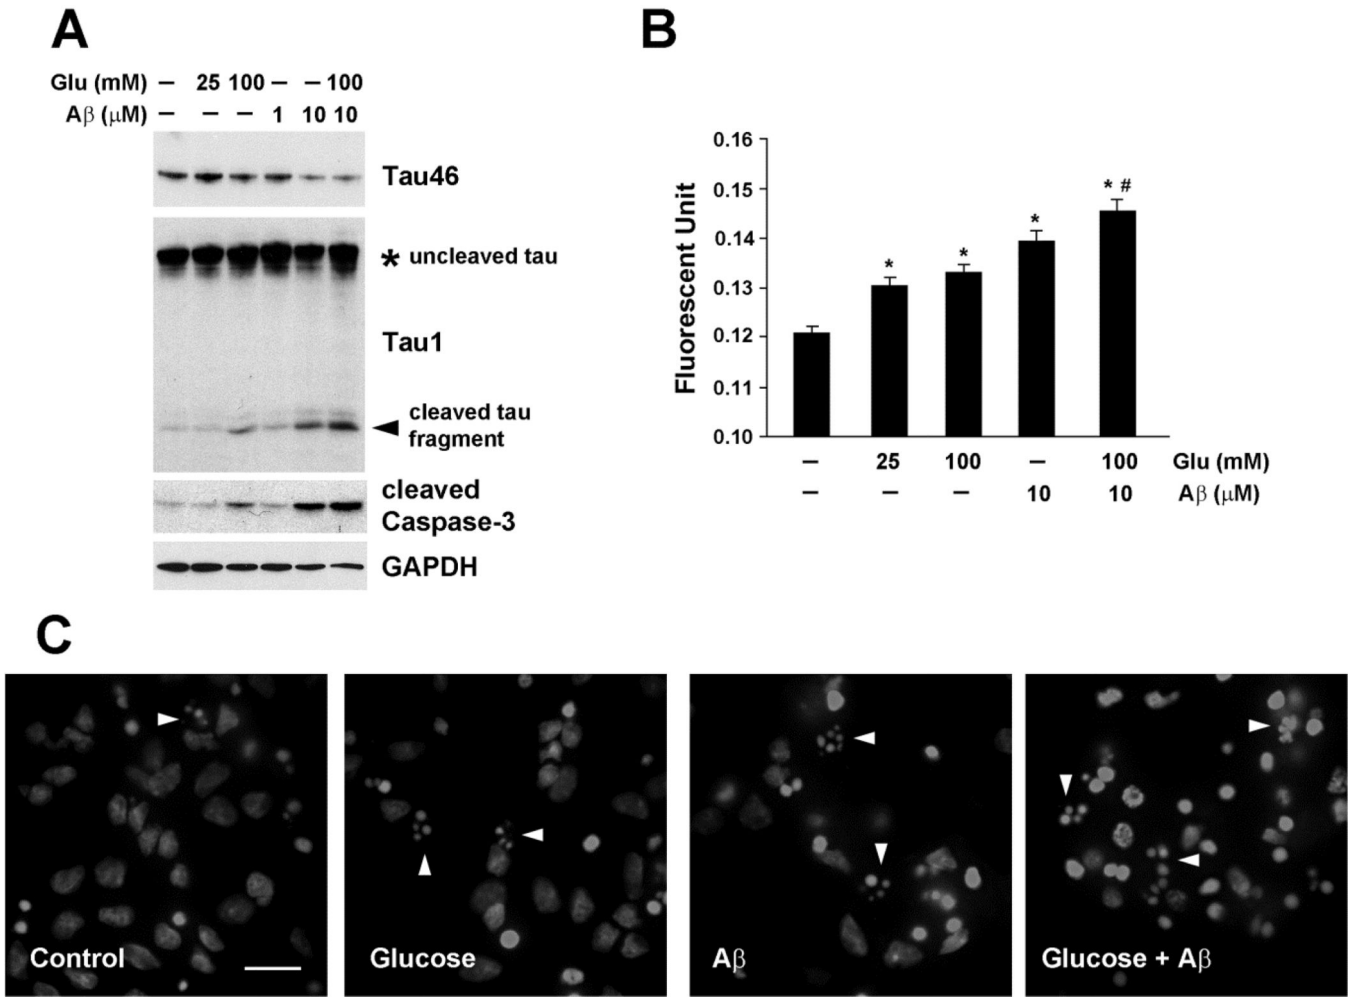 A
Glu (mM) – 25 100 – – 100
Aβ (μM) – – – 1 10 10
Tau46
* uncleaved tau
Tau1
cleaved tau
fragment
cleaved
Caspase-3
GAPDH
B
0.16
0.15
0.14
0.13
0.12
0.11
0.10
Fluorescent Unit
* * * * #
– 25 100 – 100 Glu (mM)
– – – 10 10 Aβ (μM)
C
Control
Glucose
Aβ
Glucose + Aβ